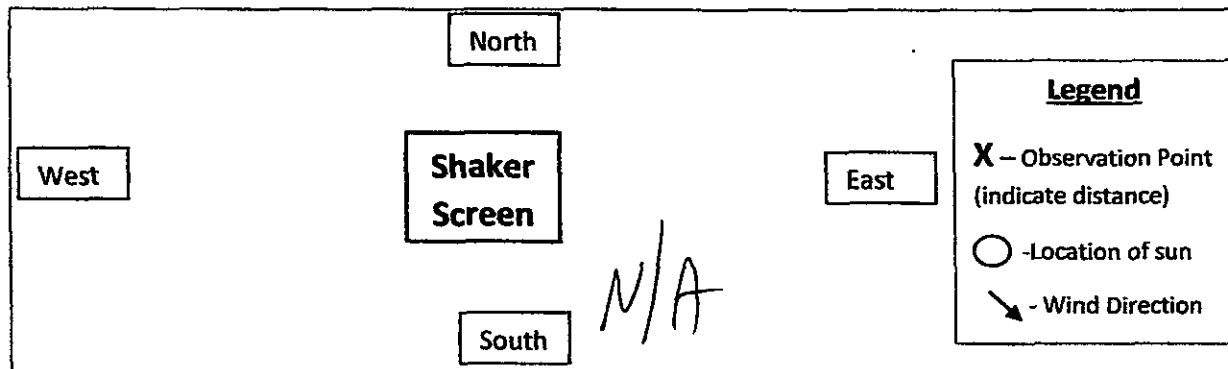 North
West
Shaker
Screen
East
South
N/A
Legend
X – Observation Point
(indicate distance)
-Location of sun
- Wind Direction